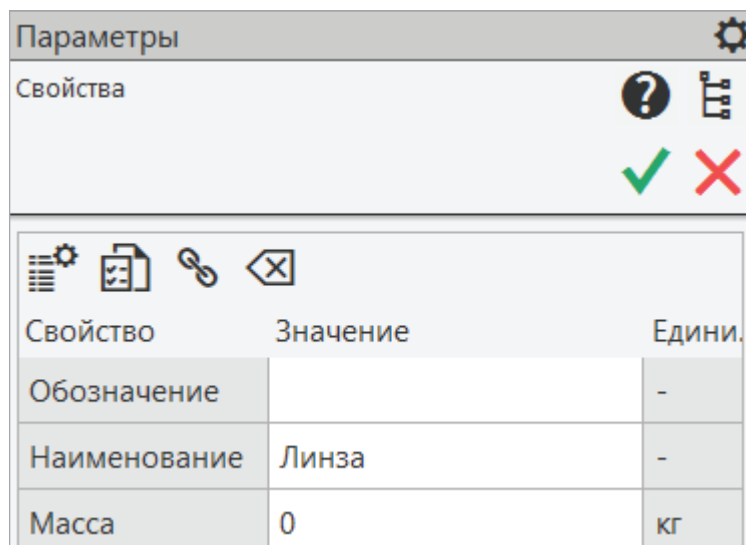 Параметры
Свойства
Свойство Значение Едини.
Обозначение -
Наименование Линза -
Масса 0 кг